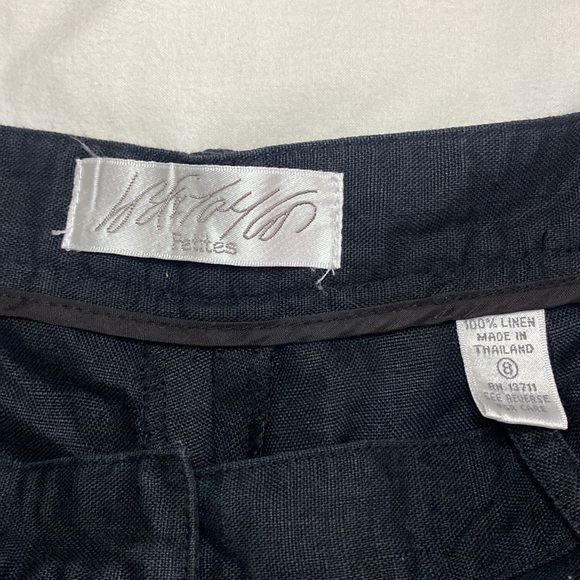 Petites
100% LINEN
MADE IN
THAILAND
8
RN 13711
SEE REVERSE
FOR CARE